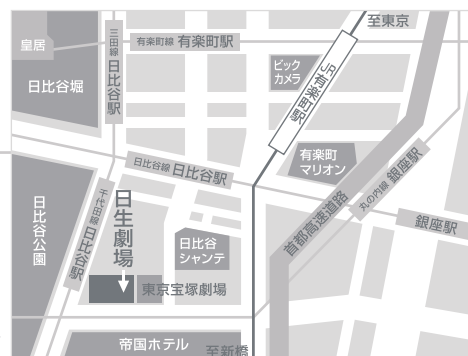 至東京
皇居
三田線 日比谷駅
有楽町線 有楽町駅
日比谷堀
ビック
カメラ
JR有楽町駅
日比谷線 日比谷駅
有楽町
マリオン
丸の内線 銀座駅
首都高速道路
銀座駅
日比谷公園
千代田線 日比谷駅
日生劇場
日比谷
シャンテ
東京宝塚劇場
帝国ホテル
至新橋